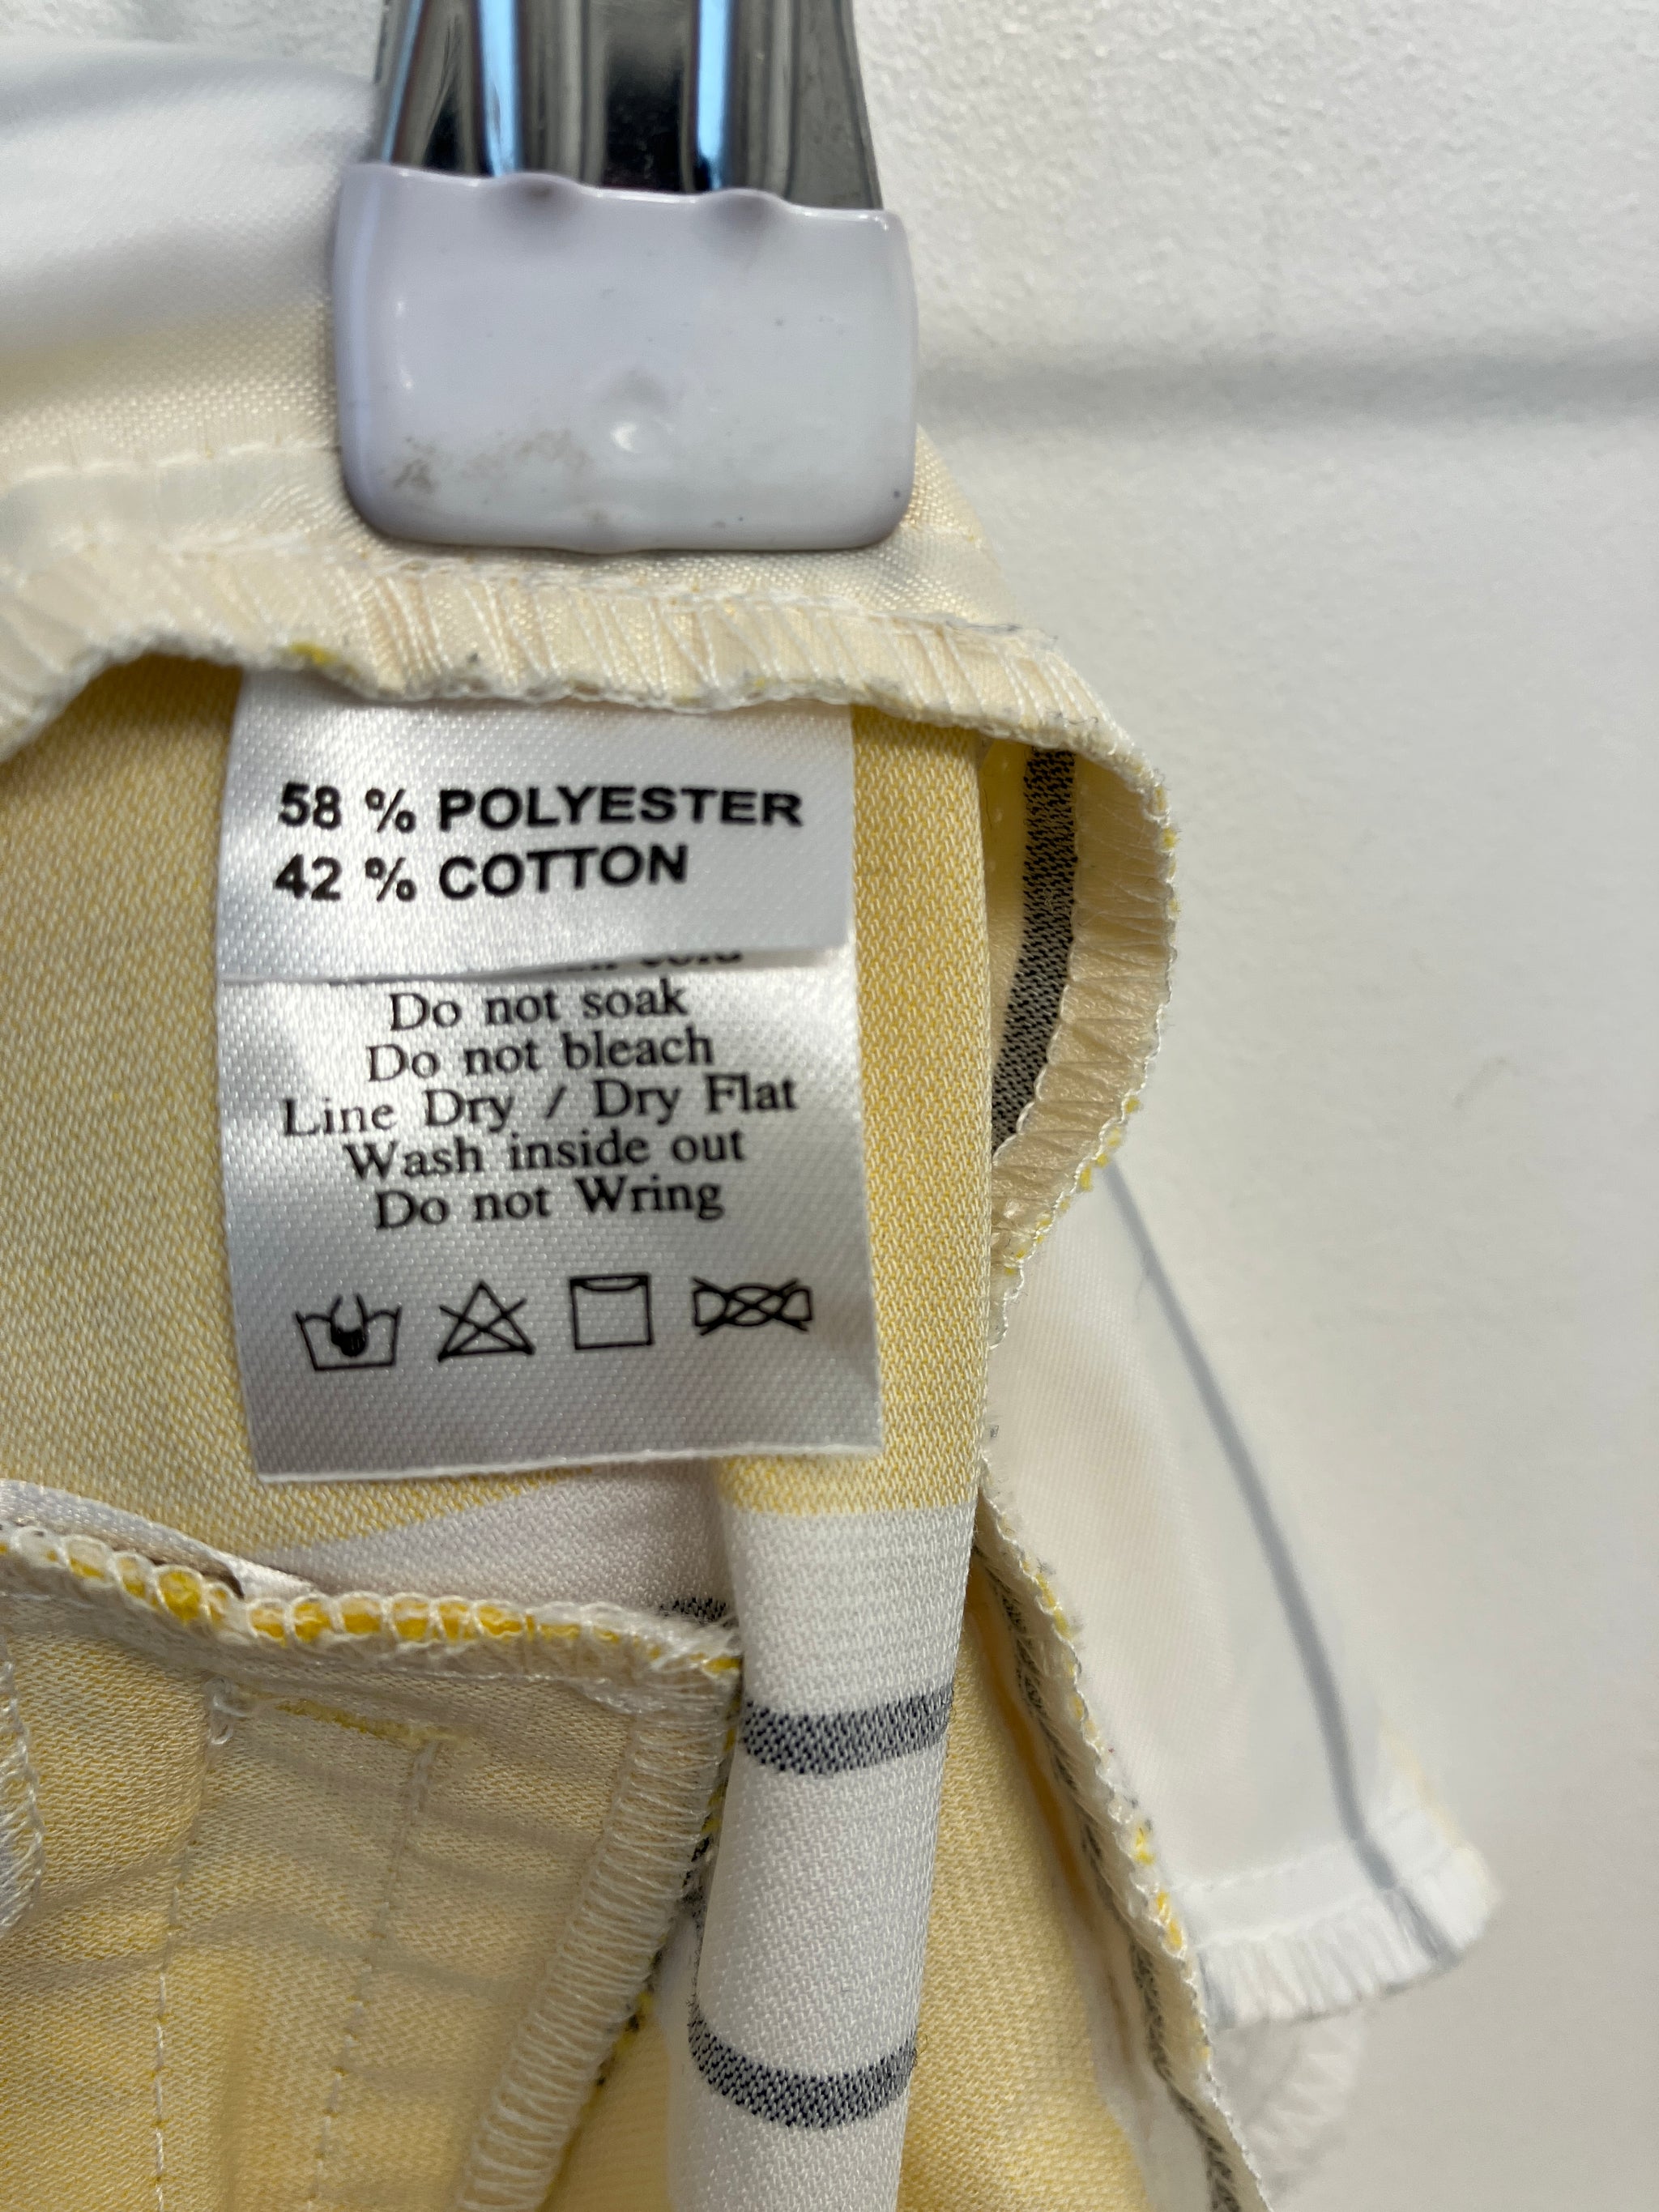 58 % POLYESTER
42 % COTTON
cold
Do not soak
Do not bleach
Line Dry / Dry Flat
Wash inside out
Do not Wring